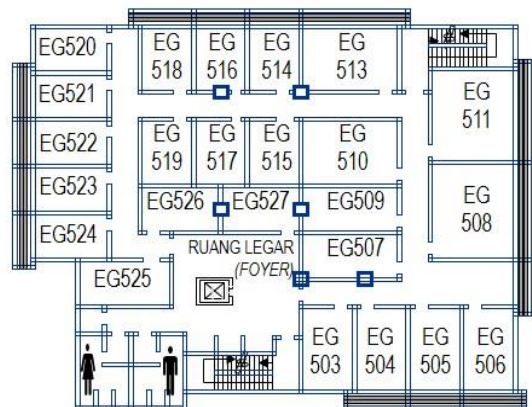 EG520
EG
518
EG
516
EG
514
EG
513
EG521
EG
511
EG522
EG
519
EG
517
EG
515
EG
510
EG523
EG526
EG527
EG509
EG
508
EG524
RUANG LEGAR
(FOYER)
EG507
EG525
EG
503
EG
504
EG
505
EG
506